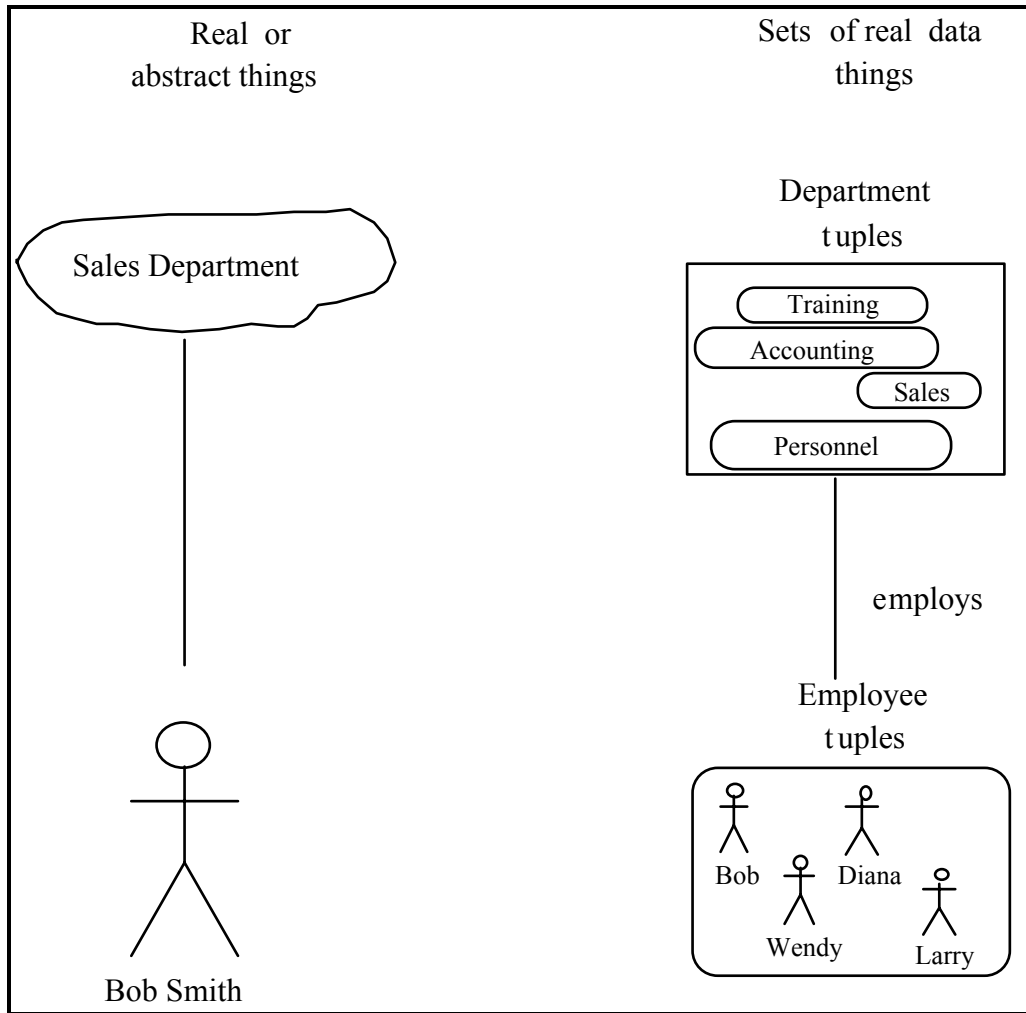 Real or
abstract things
Sales Department
Bob Smith
Sets of real data
things
Department
tuples
Training
Accounting
Sales
Personnel
employs
Employee
tuples
Bob
Diana
Wendy
Larry